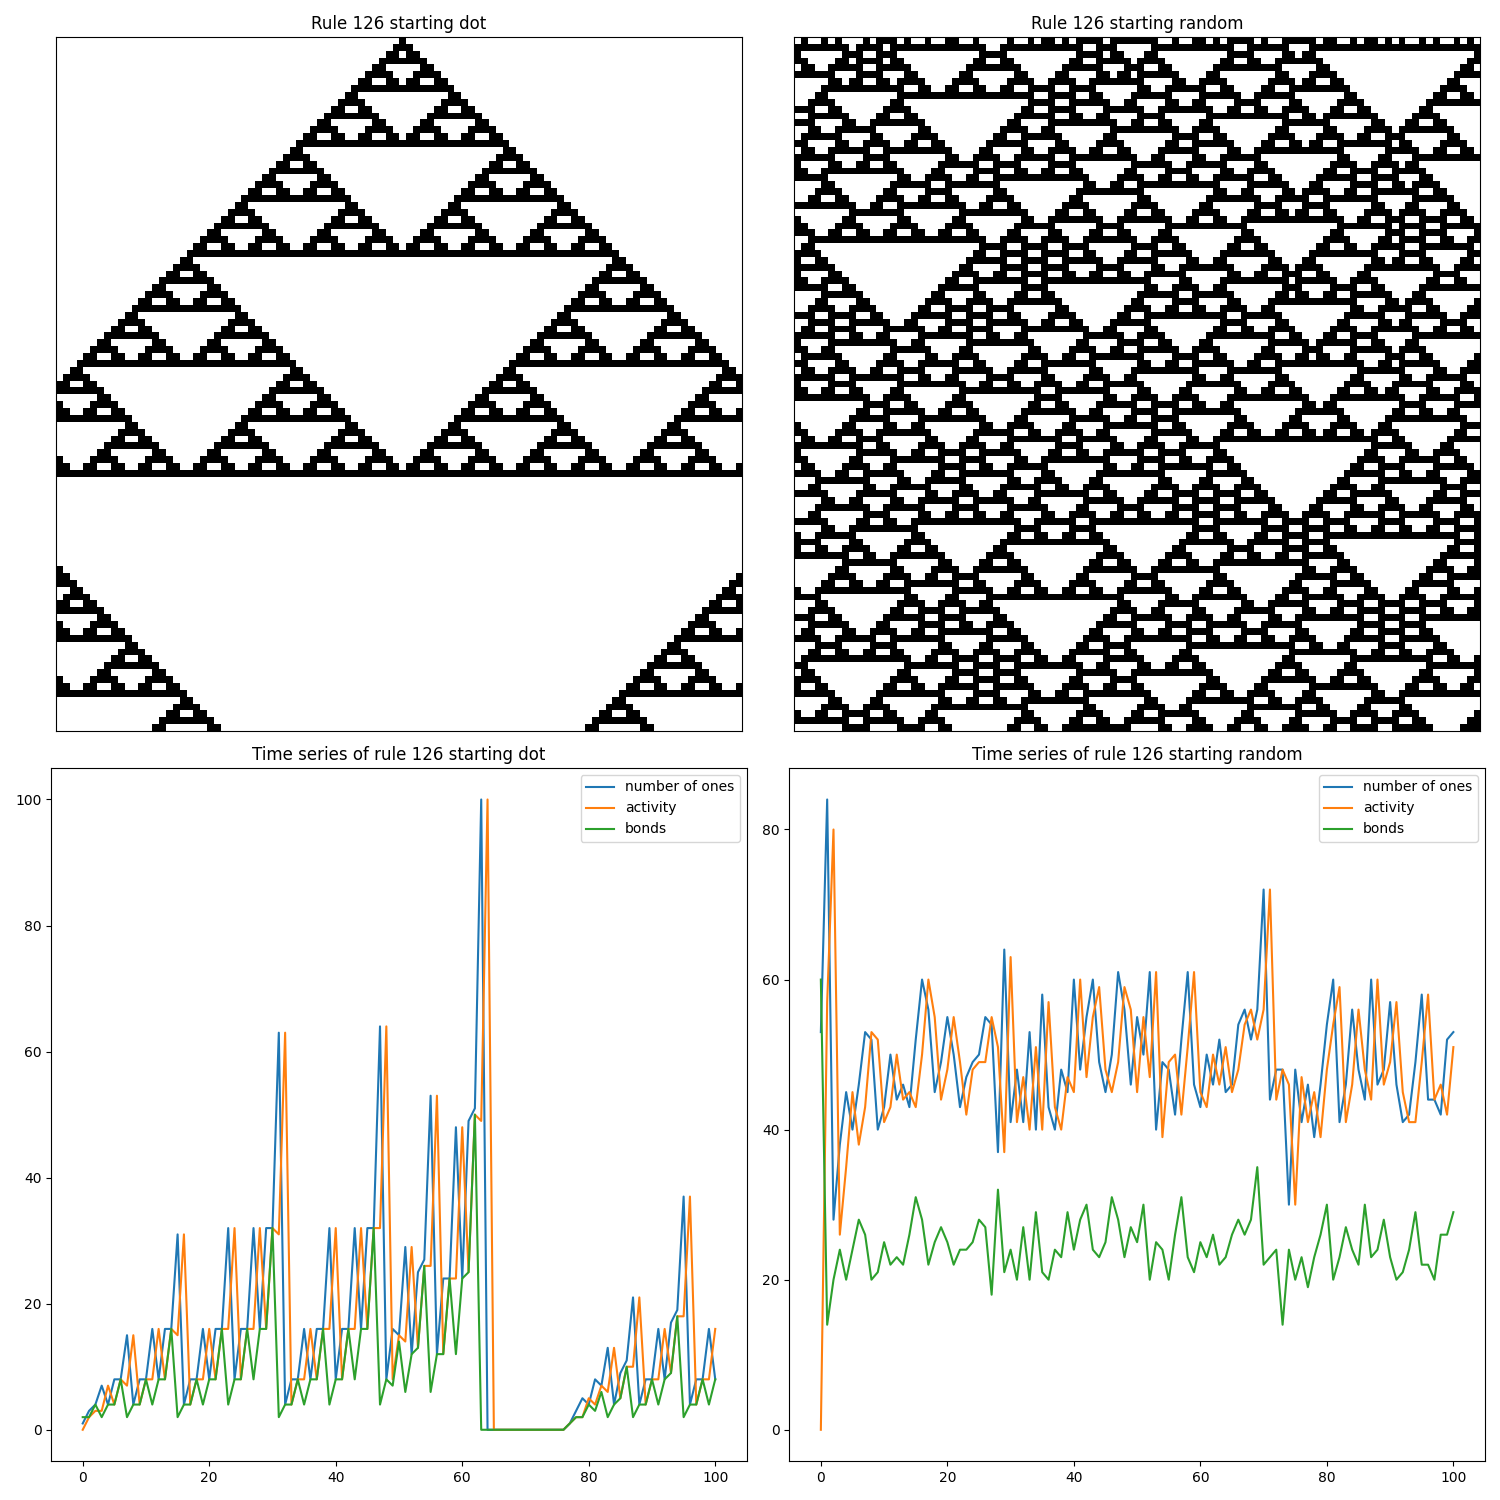 Rule 126 starting dot
Rule 126 starting random
Time series of rule 126 starting dot
number of ones
activity
bonds
100
80
60
40
20
0
0
20
40
60
80
100
Time series of rule 126 starting random
number of ones
activity
bonds
80
60
40
20
0
0
20
40
60
80
100